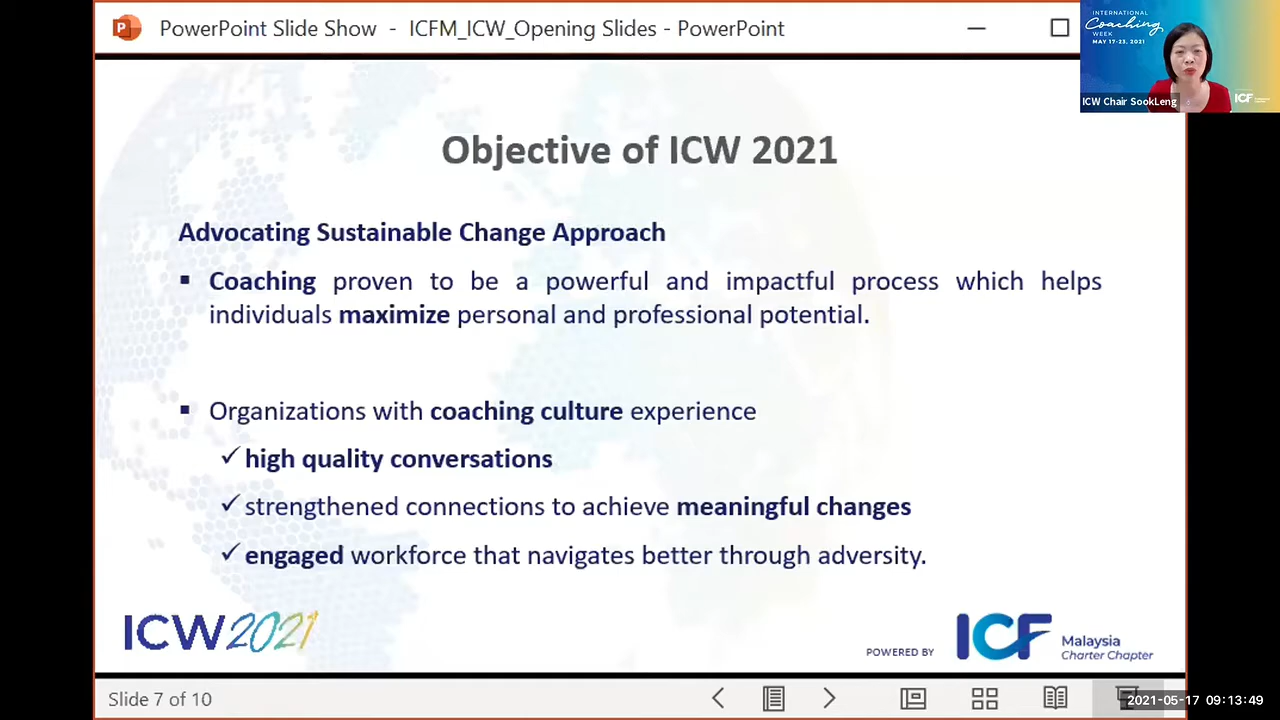 PowerPoint Slide Show - ICFM_ICW_Opening Slides - PowerPoint
INTERNATIONAL
Coaching
WEEK
MAY 17-23, 2021
ICW Chair SookLeng
ICF
Objective of ICW 2021
Advocating Sustainable Change Approach
▪ Coaching proven to be a powerful and impactful process which helps
individuals maximize personal and professional potential.
▪ Organizations with coaching culture experience
✓ high quality conversations
✓ strengthened connections to achieve meaningful changes
✓ engaged workforce that navigates better through adversity.
ICW2021
POWERED BY
ICF
Malaysia
Charter Chapter
Slide 7 of 10
2021-05-17 09:13:49